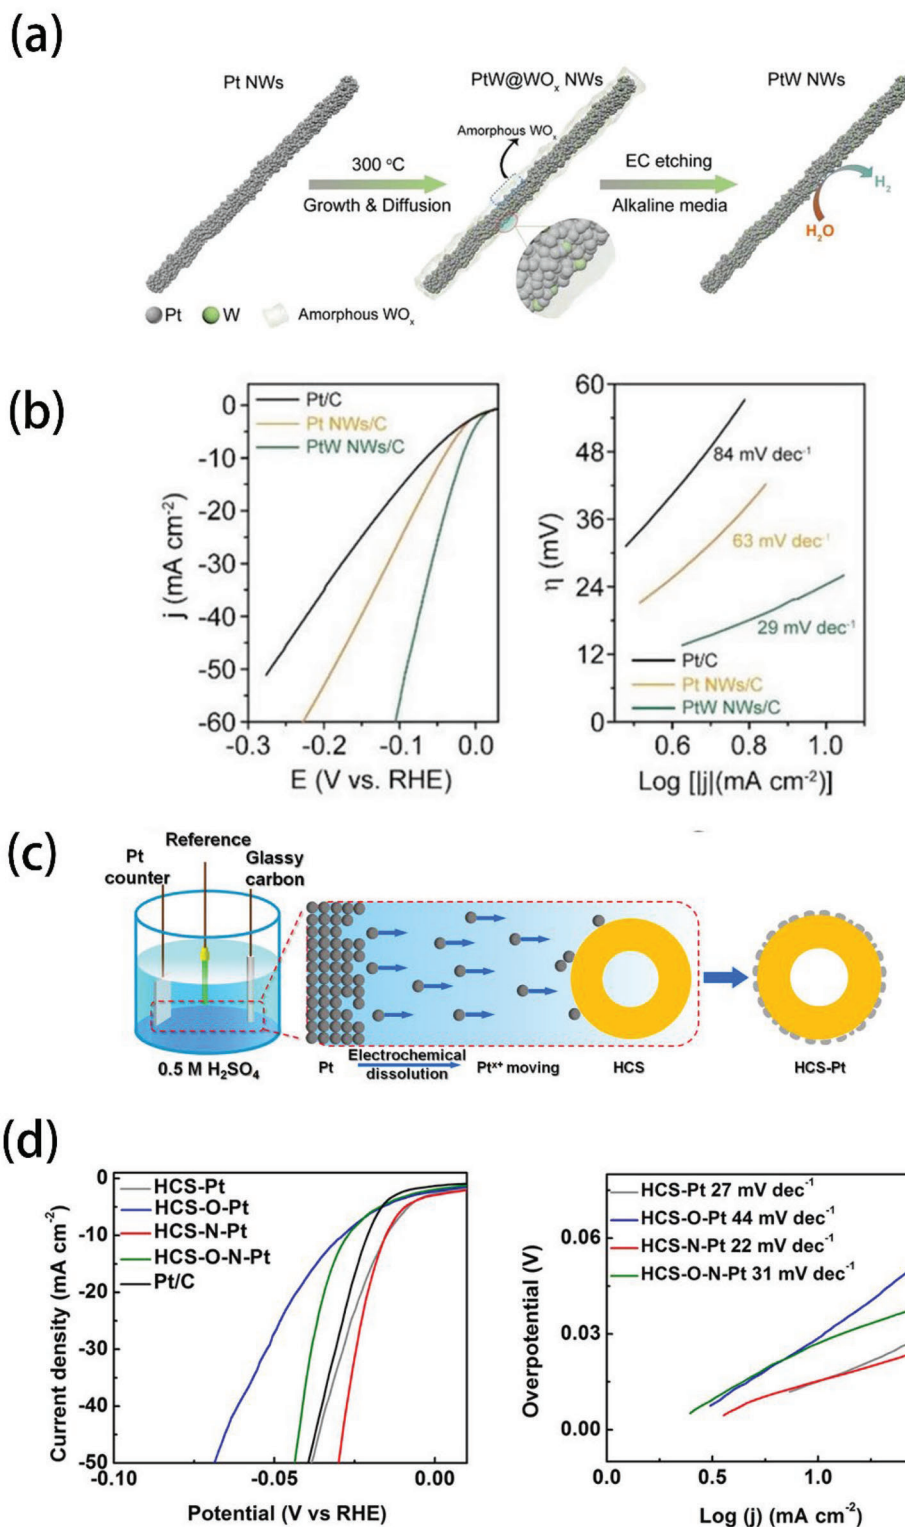 (a)
Pt NWs
PtW@WOₓ NWs
PtW NWs
Amorphous WOₓ
300 °C
Growth & Diffusion
EC etching
Alkaline media
H₂
H₂O
Pt W Amorphous WOₓ
(b)
j (mA cm⁻²)
0
-10
-20
-30
-40
-50
-60
Pt/C
Pt NWs/C
PtW NWs/C
-0.3 -0.2 -0.1 0.0
E (V vs. RHE)
η (mV)
60
48
36
24
12
0
84 mV dec⁻¹
63 mV dec⁻¹
29 mV dec⁻¹
Pt/C
Pt NWs/C
PtW NWs/C
0.6 0.8 1.0
Log [|j|(mA cm⁻²)]
(c)
Reference
Pt counter
Glassy carbon
0.5 M H₂SO₄
Pt
Electrochemical
dissolution
Ptˣ⁺ moving
HCS
HCS-Pt
(d)
Current density (mA cm⁻²)
0
-10
-20
-30
-40
-50
HCS-Pt
HCS-O-Pt
HCS-N-Pt
HCS-O-N-Pt
Pt/C
-0.10 -0.05 0.00
Potential (V vs RHE)
Overpotential (V)
0.06
0.03
0.00
HCS-Pt 27 mV dec⁻¹
HCS-O-Pt 44 mV dec⁻¹
HCS-N-Pt 22 mV dec⁻¹
HCS-O-N-Pt 31 mV dec⁻¹
0.0 0.5 1.0
Log (j) (mA cm⁻²)